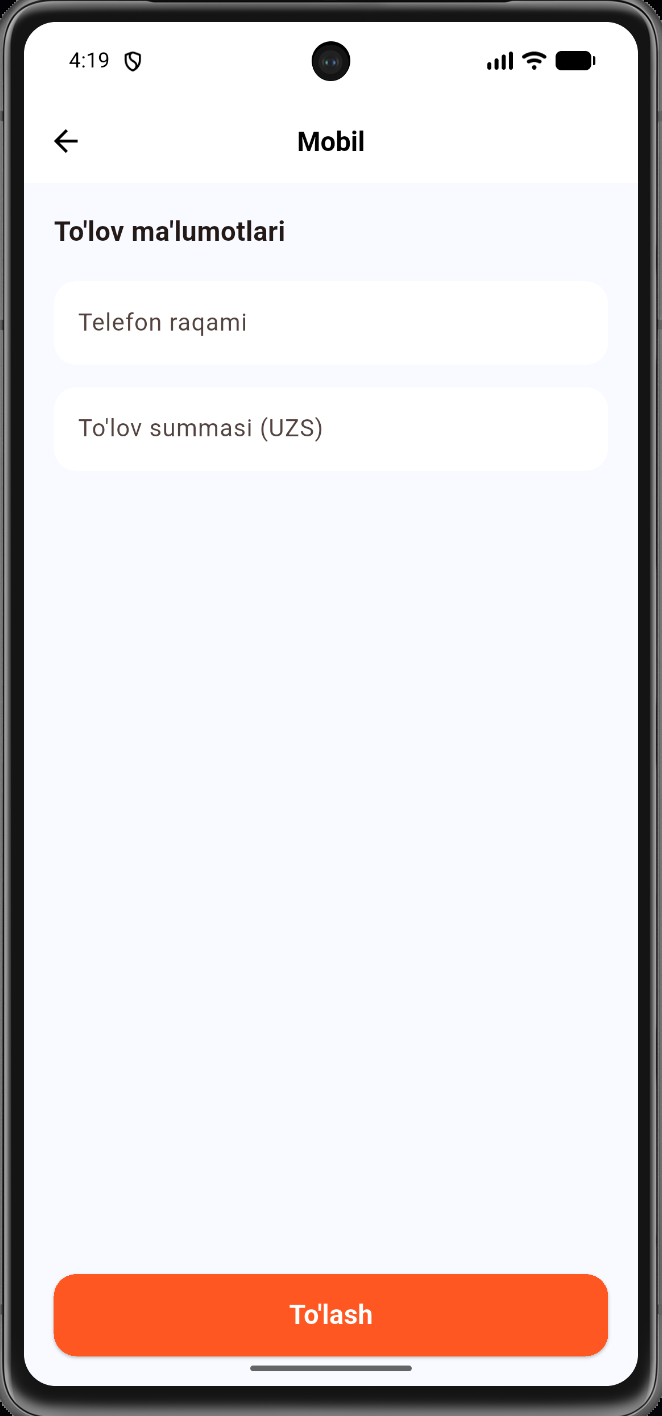 4:19
Mobil
To'lov ma'lumotlari
Telefon raqami
To'lov summasi (UZS)
To'lash